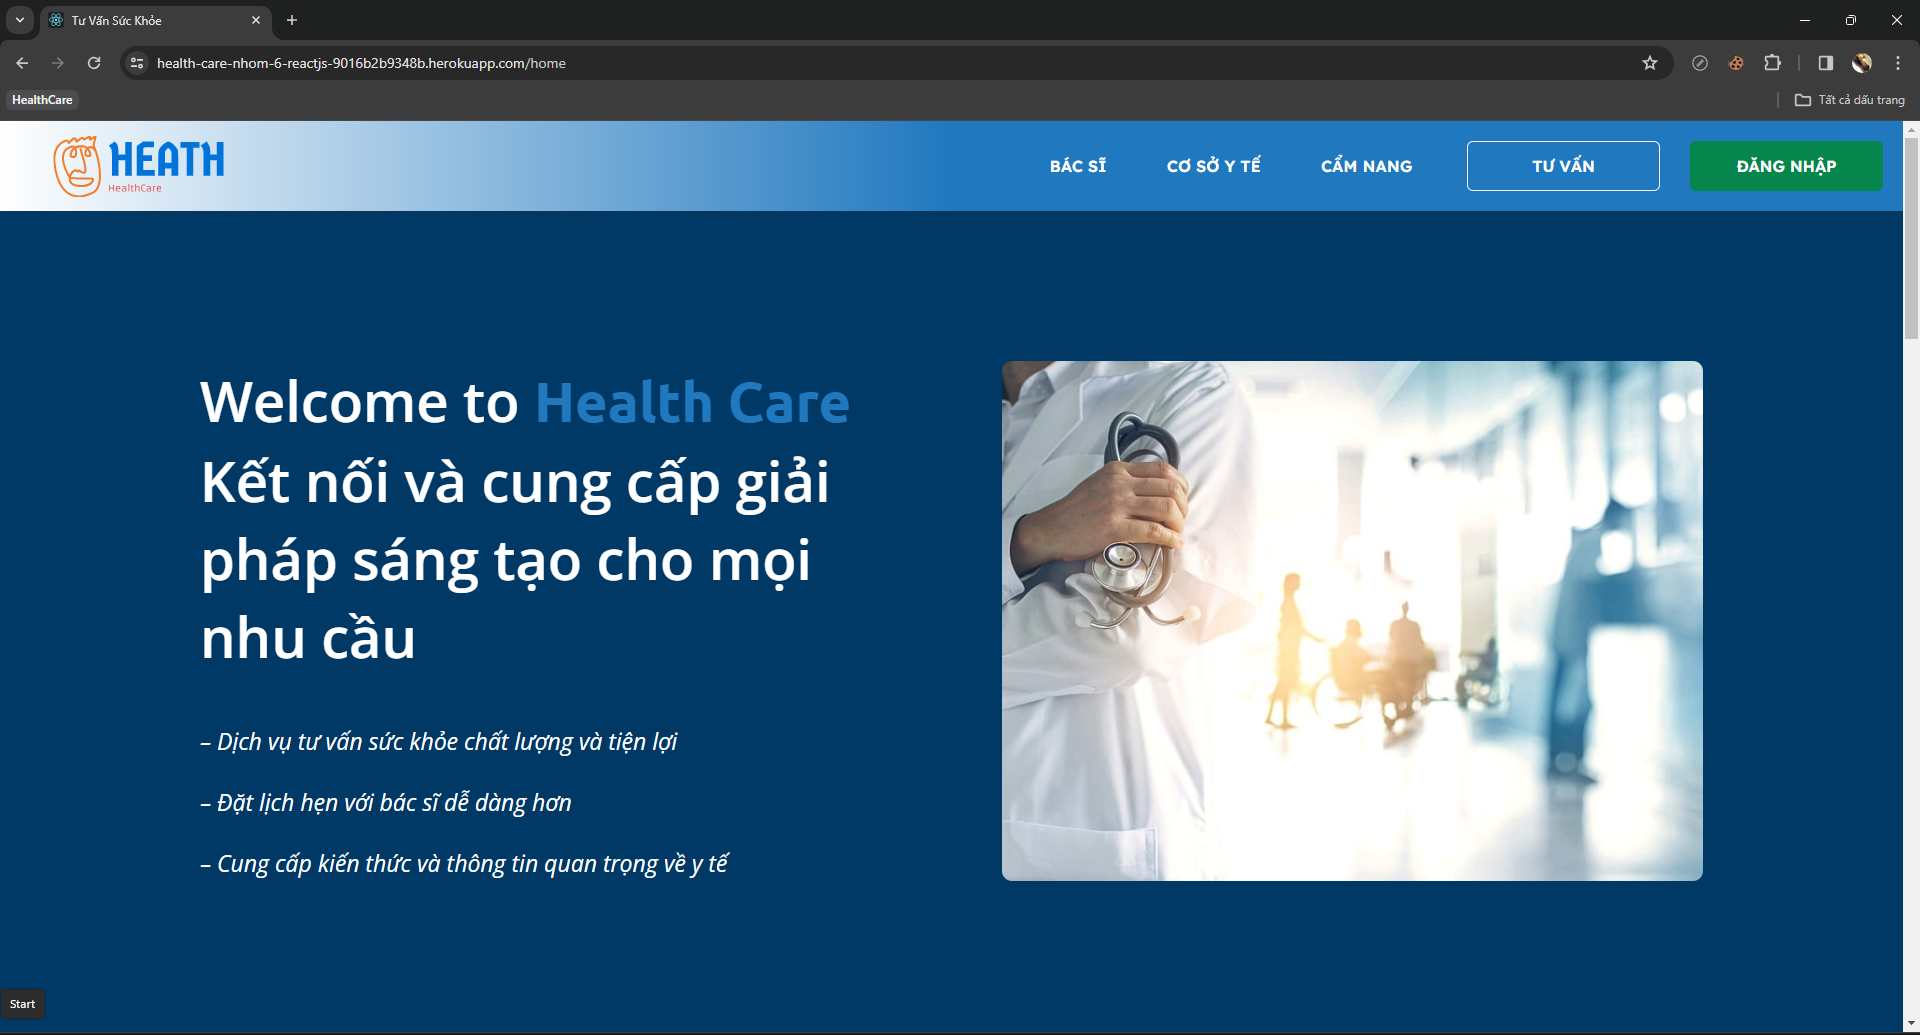 Tư Vấn Sức Khỏe
health-care-nhom-6-reactjs-9016b2b9348b.herokuapp.com/home
HealthCare
Tất cả dấu trang
HEATH
HealthCare
BÁC SĨ
CƠ SỞ Y TẾ
CẨM NANG
TƯ VẤN
ĐĂNG NHẬP
Welcome to Health Care
Kết nối và cung cấp giải
pháp sáng tạo cho mọi
nhu cầu
– Dịch vụ tư vấn sức khỏe chất lượng và tiện lợi
– Đặt lịch hẹn với bác sĩ dễ dàng hơn
– Cung cấp kiến thức và thông tin quan trọng về y tế
Start